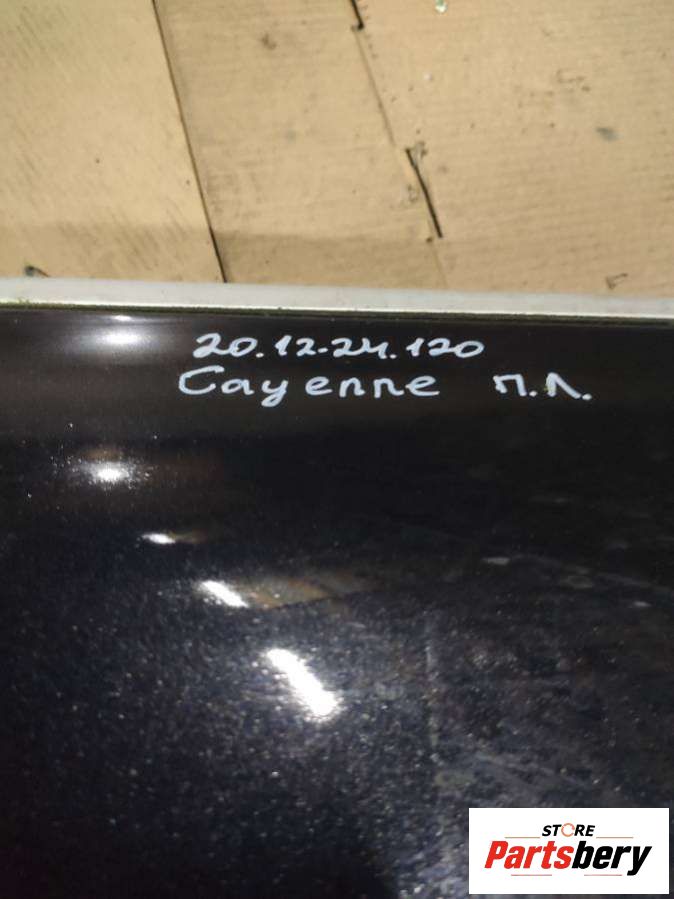 20.12-24.120
Cayenne П.Л.
STORE
Partsbery